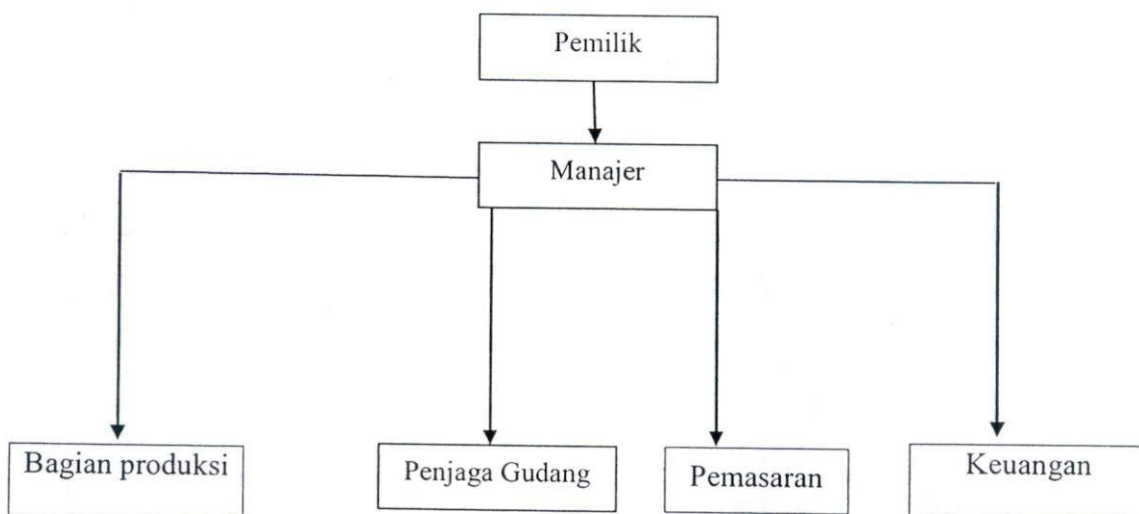 Pemilik
Manajer
Bagian produksi
Penjaga Gudang
Pemasaran
Keuangan